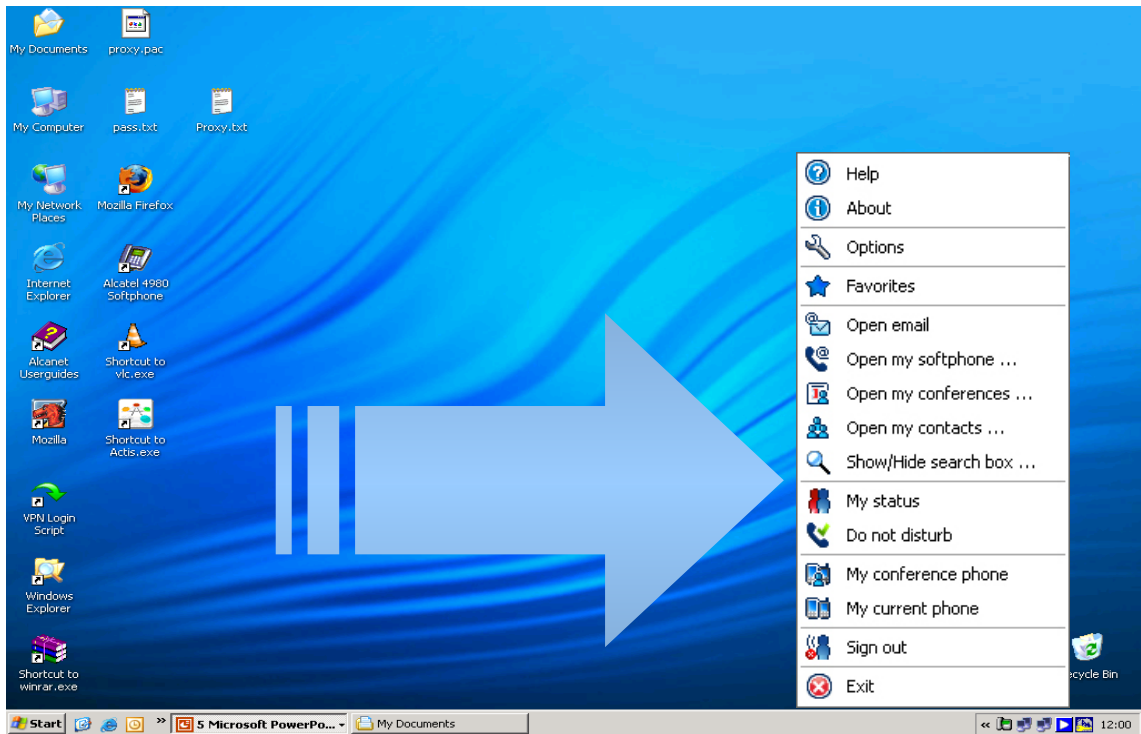 My Documents
proxy.pac
My Computer
pass.txt
Proxy.txt
My Network
Places
Mozilla Firefox
Internet
Explorer
Alcatel 4980
Softphone
Alcanet
Userguides
Shortcut to
vlc.exe
Mozilla
Shortcut to
Actis.exe
VPN Login
Script
Windows
Explorer
Shortcut to
winrar.exe
Help
About
Options
Favorites
Open email
Open my softphone ...
Open my conferences ...
Open my contacts ...
Show/Hide search box ...
My status
Do not disturb
My conference phone
My current phone
Sign out
Exit
ecycle Bin
Start
»
5 Microsoft PowerPo...
My Documents
«
12:00